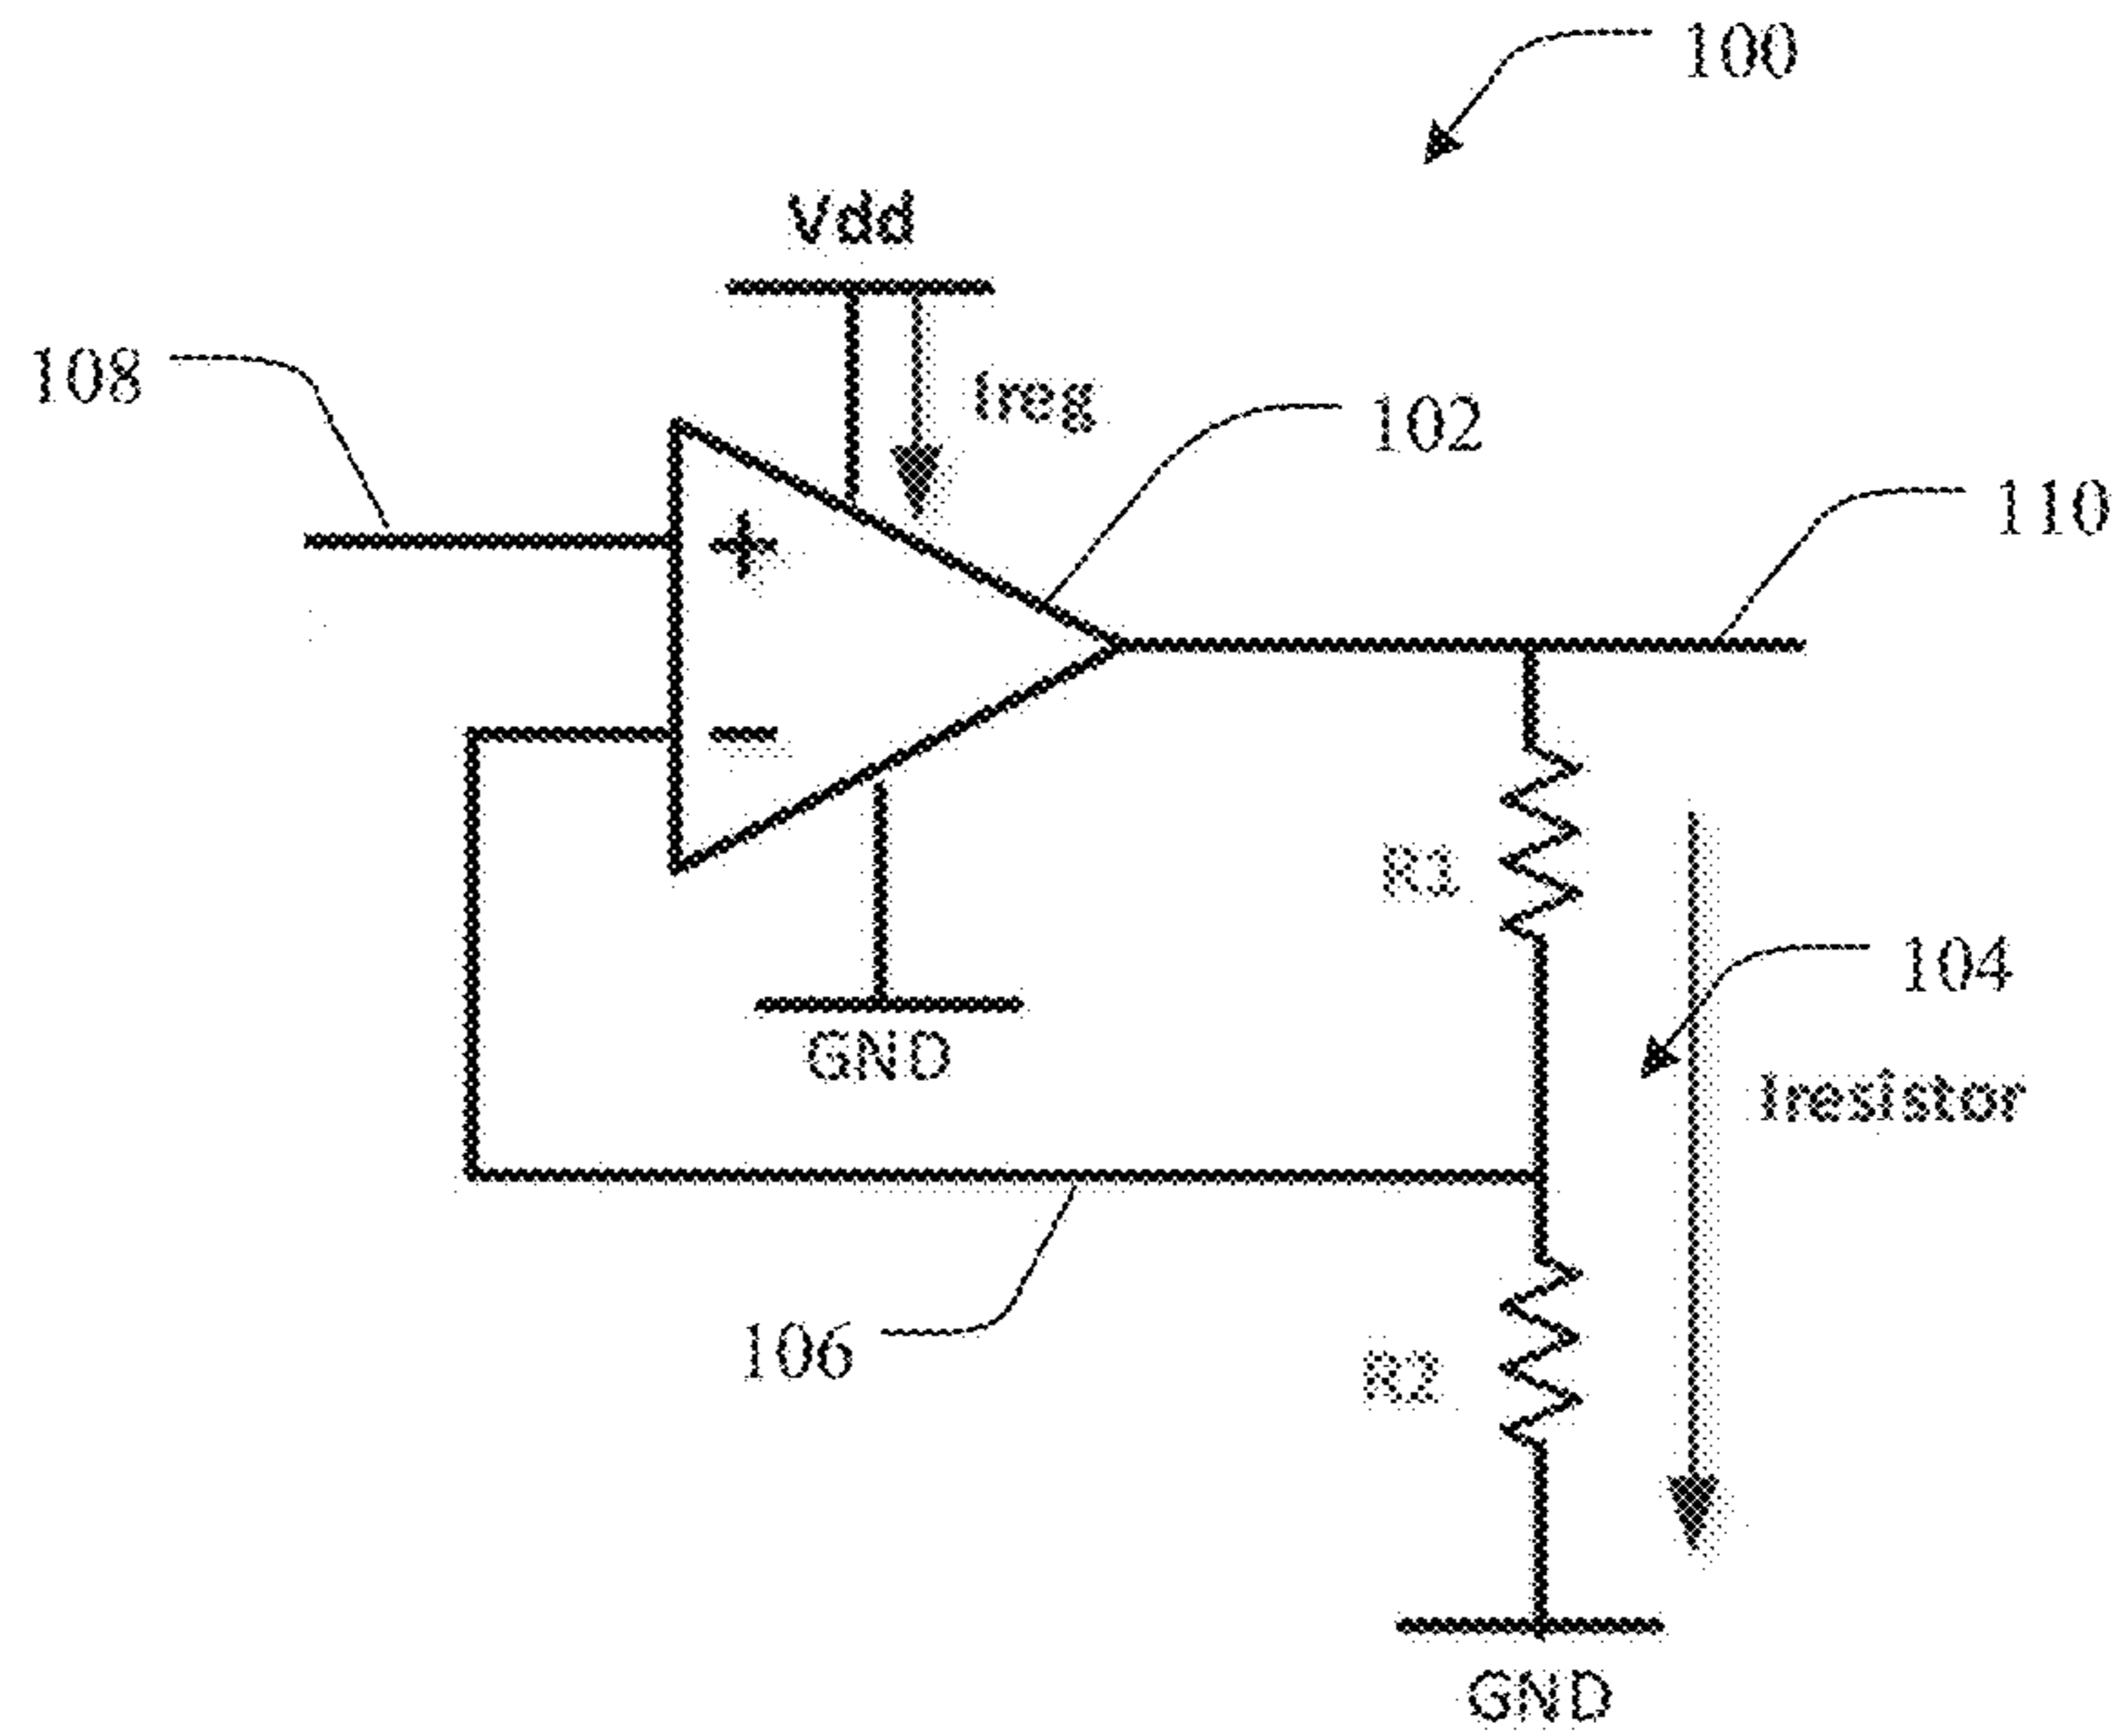 100
Vdd
108
Ireg
102
110
+
-
R1
104
GND
Iresistor
106
R2
GND